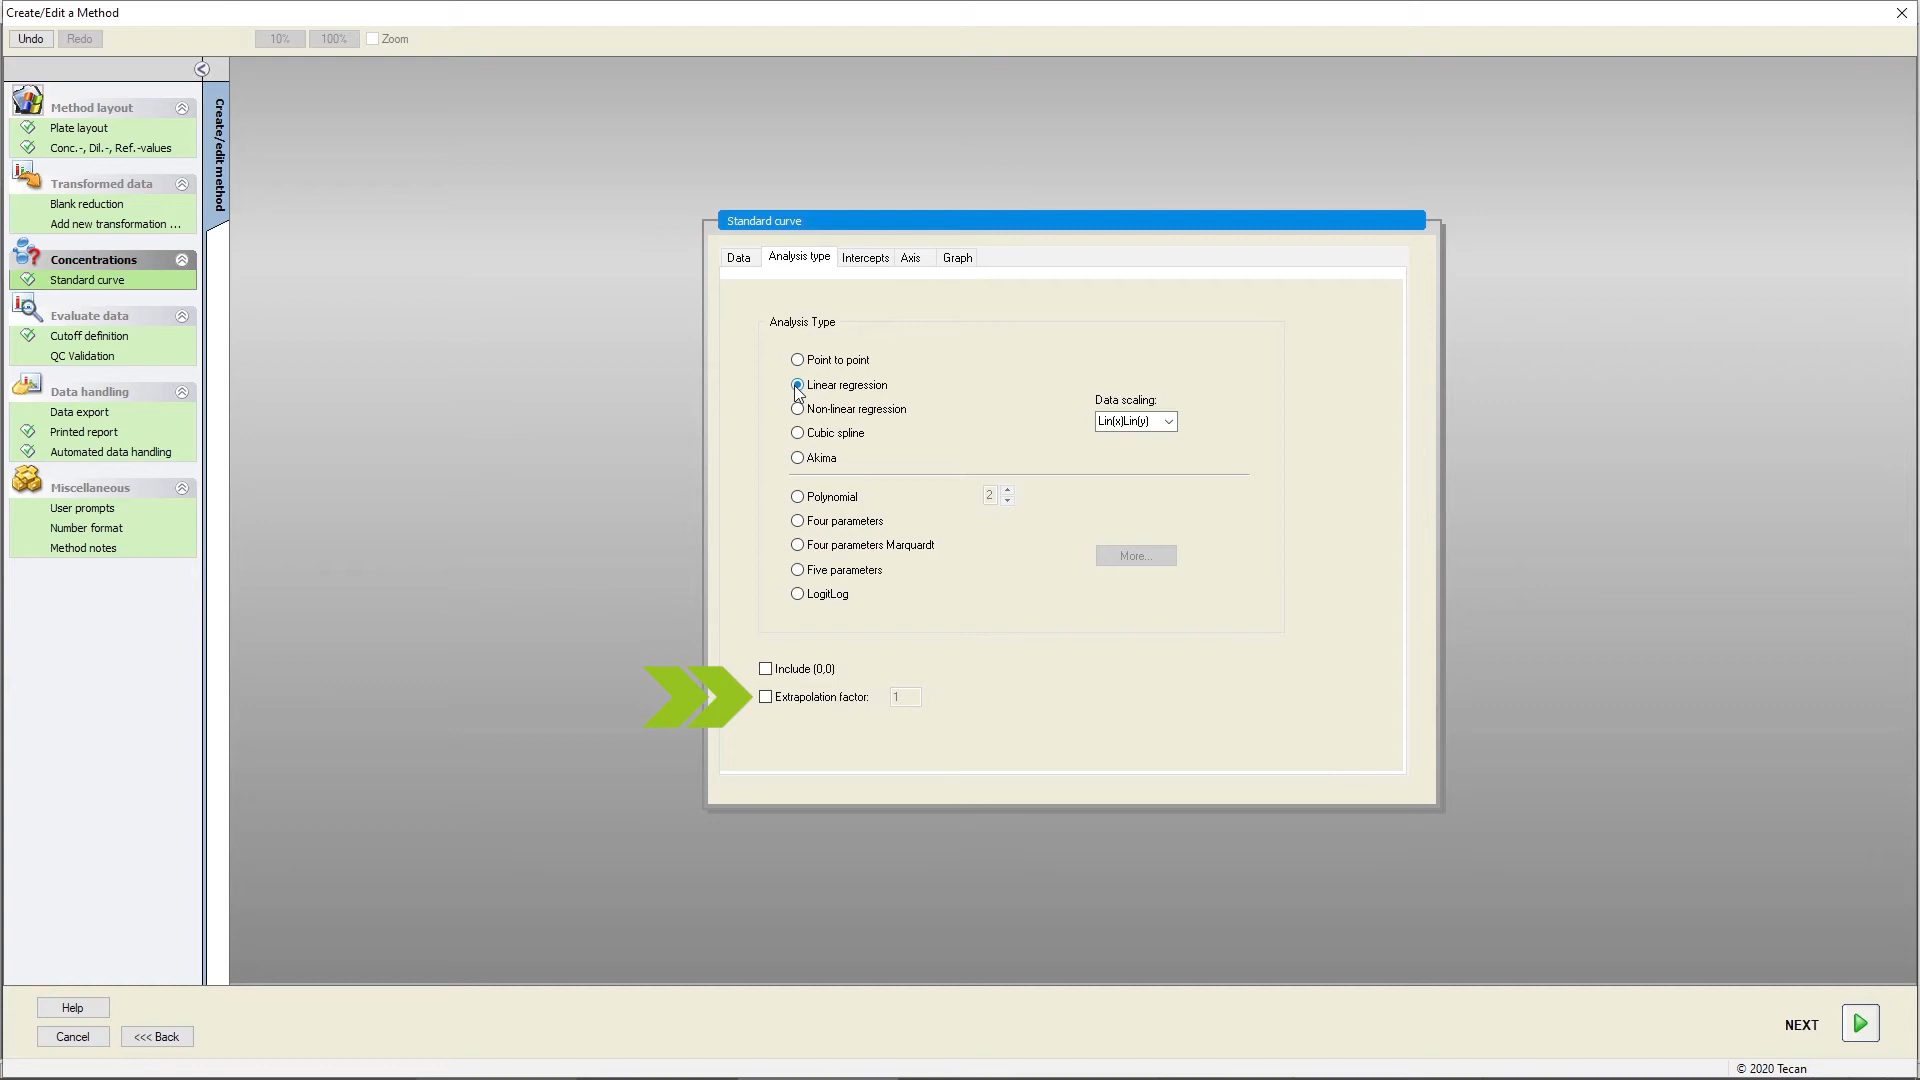 Create/Edit a Method
Undo
Redo
10%
100%
Zoom
Create/edit method
Method layout
Plate layout
Conc.-, Dil.-, Ref.-values
Transformed data
Blank reduction
Add new transformation ...
Concentrations
Standard curve
Evaluate data
Cutoff definition
QC Validation
Data handling
Data export
Printed report
Automated data handling
Miscellaneous
User prompts
Number format
Method notes
Standard curve
Data
Analysis type
Intercepts
Axis
Graph
Analysis Type
Point to point
Linear regression
Non-linear regression
Cubic spline
Akima
Data scaling:
Lin(x)Lin(y)
Polynomial
2
Four parameters
Four parameters Marquardt
Five parameters
LogitLog
More...
Include (0,0)
Extrapolation factor:
1
Help
Cancel
<<< Back
NEXT
© 2020 Tecan